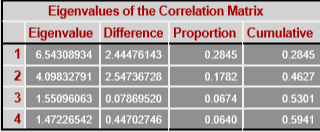 Eigenvalues of the Correlation Matrix
Eigenvalue Difference Proportion Cumulative
1 6.54308934 2.44476143 0.2845 0.2845
2 4.09832791 2.54736728 0.1782 0.4627
3 1.55096063 0.07869520 0.0674 0.5301
4 1.47226542 0.44702746 0.0640 0.5941